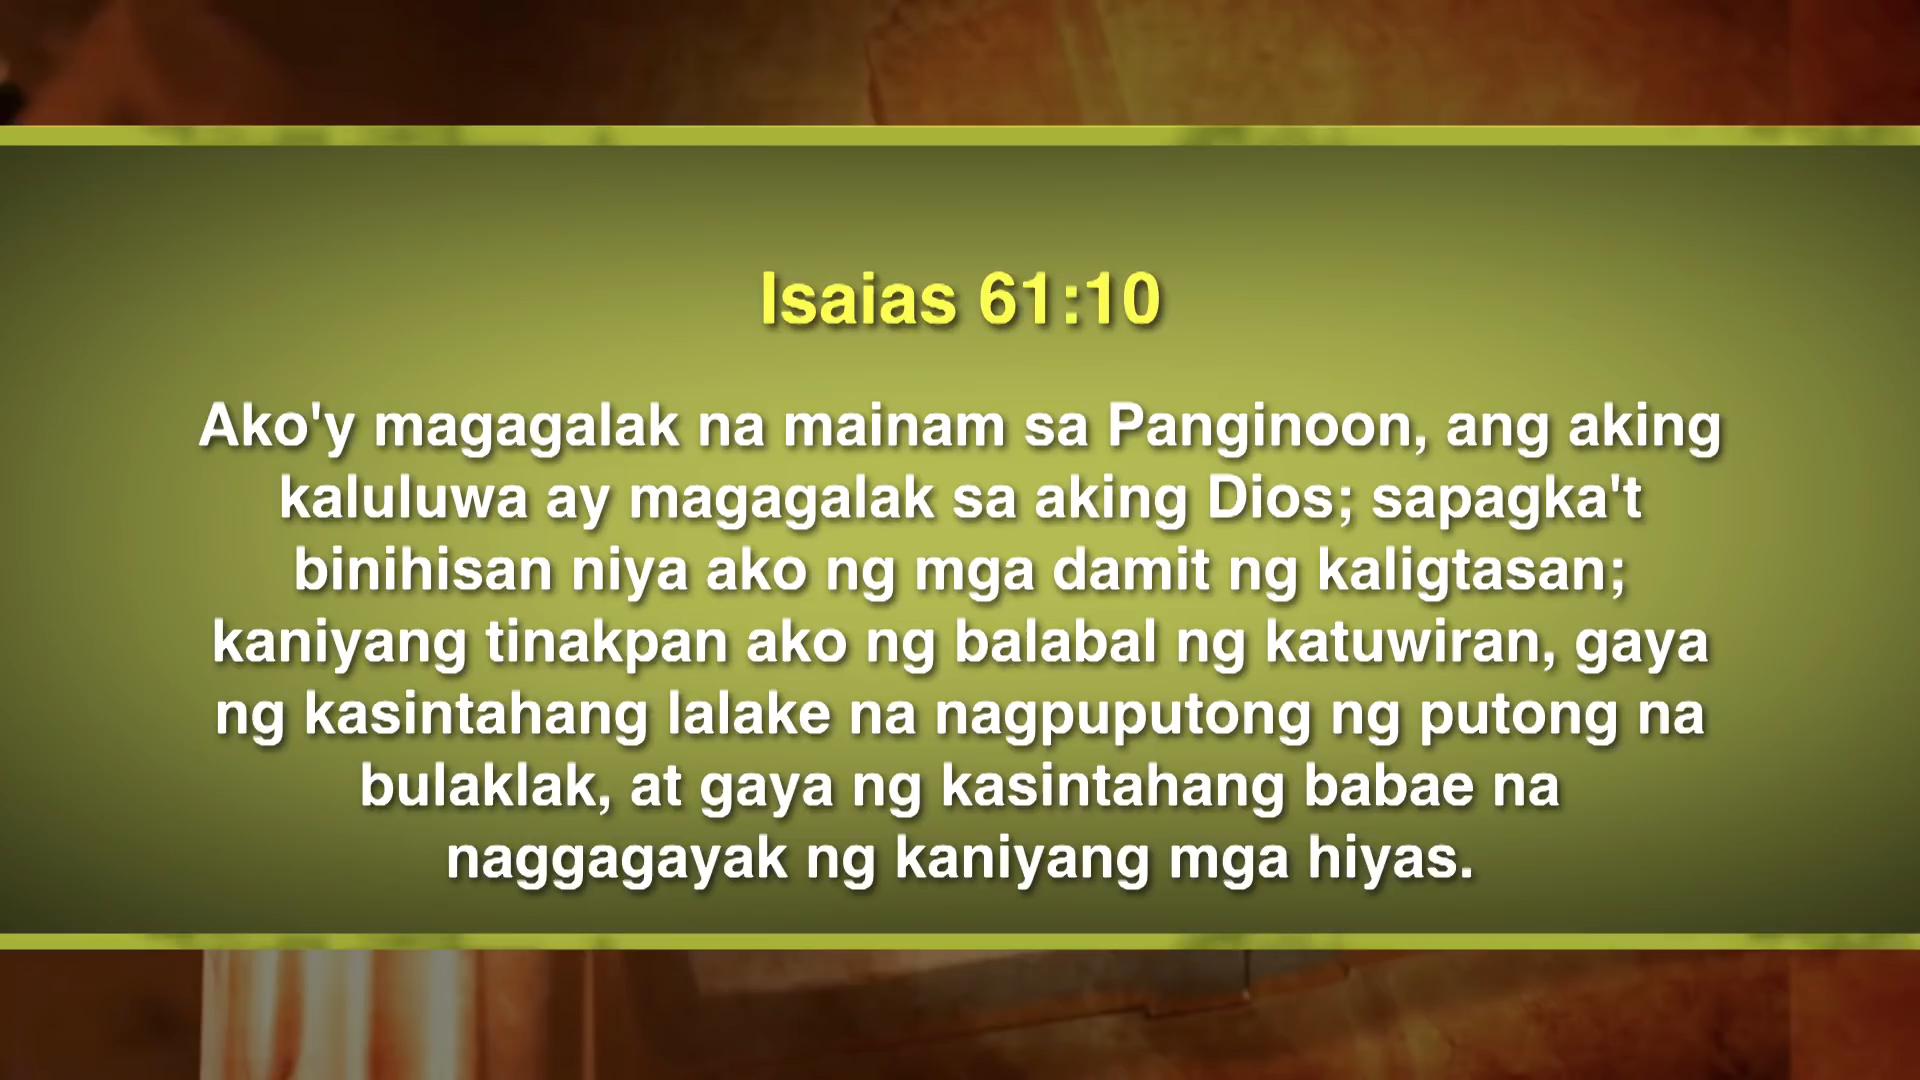 Isaias 61:10
Ako'y magagalak na mainam sa Panginoon, ang aking
kaluluwa ay magagalak sa aking Dios; sapagka't
binihisan niya ako ng mga damit ng kaligtasan;
kaniyang tinakpan ako ng balabal ng katuwiran, gaya
ng kasintahang lalake na nagpuputong ng putong na
bulaklak, at gaya ng kasintahang babae na
naggagayak ng kaniyang mga hiyas.